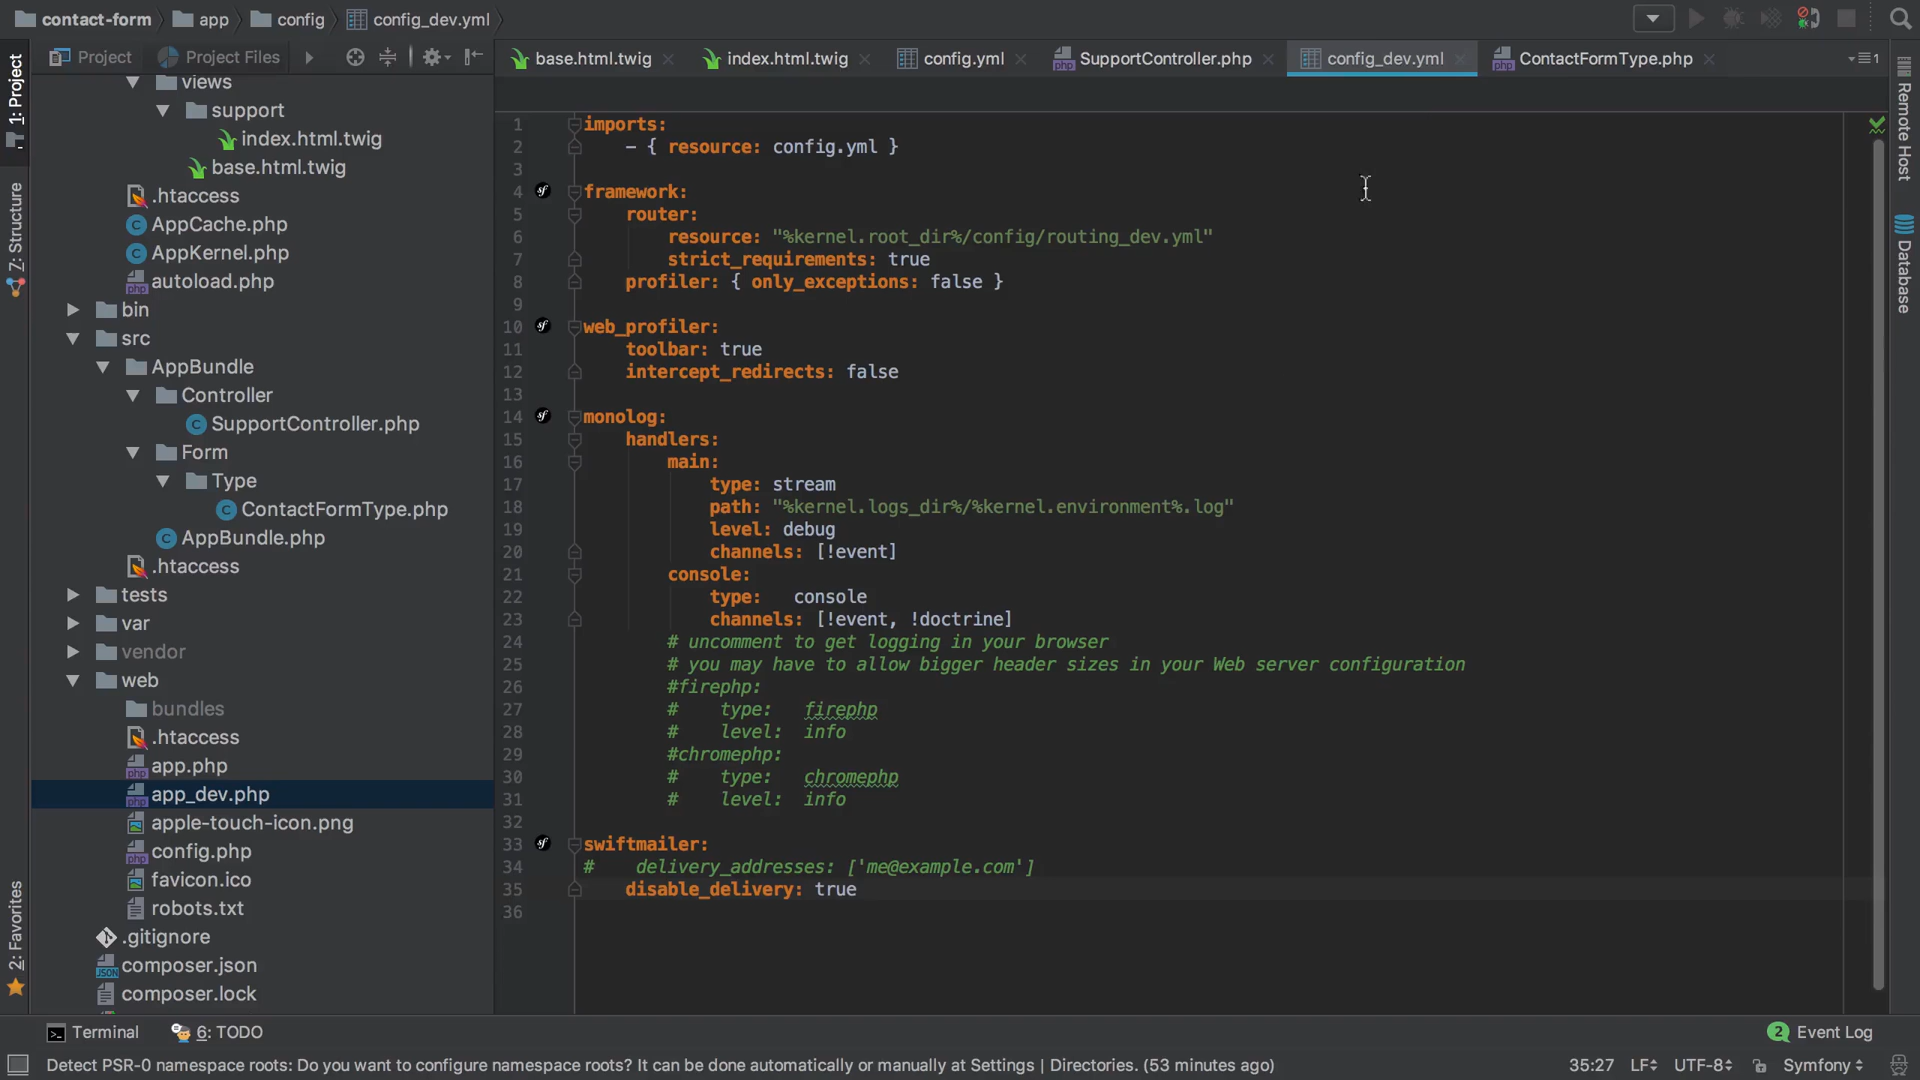 contact-form app config config_dev.yml
Project Project Files
base.html.twig index.html.twig config.yml SupportController.php config_dev.yml ContactFormType.php 1
1: Project
Z: Structure
2: Favorites
views
support
index.html.twig
base.html.twig
.htaccess
AppCache.php
AppKernel.php
autoload.php
bin
src
AppBundle
Controller
SupportController.php
Form
Type
ContactFormType.php
AppBundle.php
.htaccess
tests
var
vendor
web
bundles
.htaccess
app.php
app_dev.php
apple-touch-icon.png
config.php
favicon.ico
robots.txt
.gitignore
composer.json
composer.lock
1 imports:
2 - { resource: config.yml }
3
4 framework:
5 router:
6 resource: "%kernel.root_dir%/config/routing_dev.yml"
7 strict_requirements: true
8 profiler: { only_exceptions: false }
9
10 web_profiler:
11 toolbar: true
12 intercept_redirects: false
13
14 monolog:
15 handlers:
16 main:
17 type: stream
18 path: "%kernel.logs_dir%/%kernel.environment%.log"
19 level: debug
20 channels: [!event]
21 console:
22 type: console
23 channels: [!event, !doctrine]
24 # uncomment to get logging in your browser
25 # you may have to allow bigger header sizes in your Web server configuration
26 #firephp:
27 # type: firephp
28 # level: info
29 #chromephp:
30 # type: chromephp
31 # level: info
32
33 swiftmailer:
34 # delivery_addresses: ['me@example.com']
35 disable_delivery: true
36
Remote Host
Database
Terminal 6: TODO 2 Event Log
Detect PSR-0 namespace roots: Do you want to configure namespace roots? It can be done automatically or manually at Settings | Directories. (53 minutes ago) 35:27 LF UTF-8 Symfony